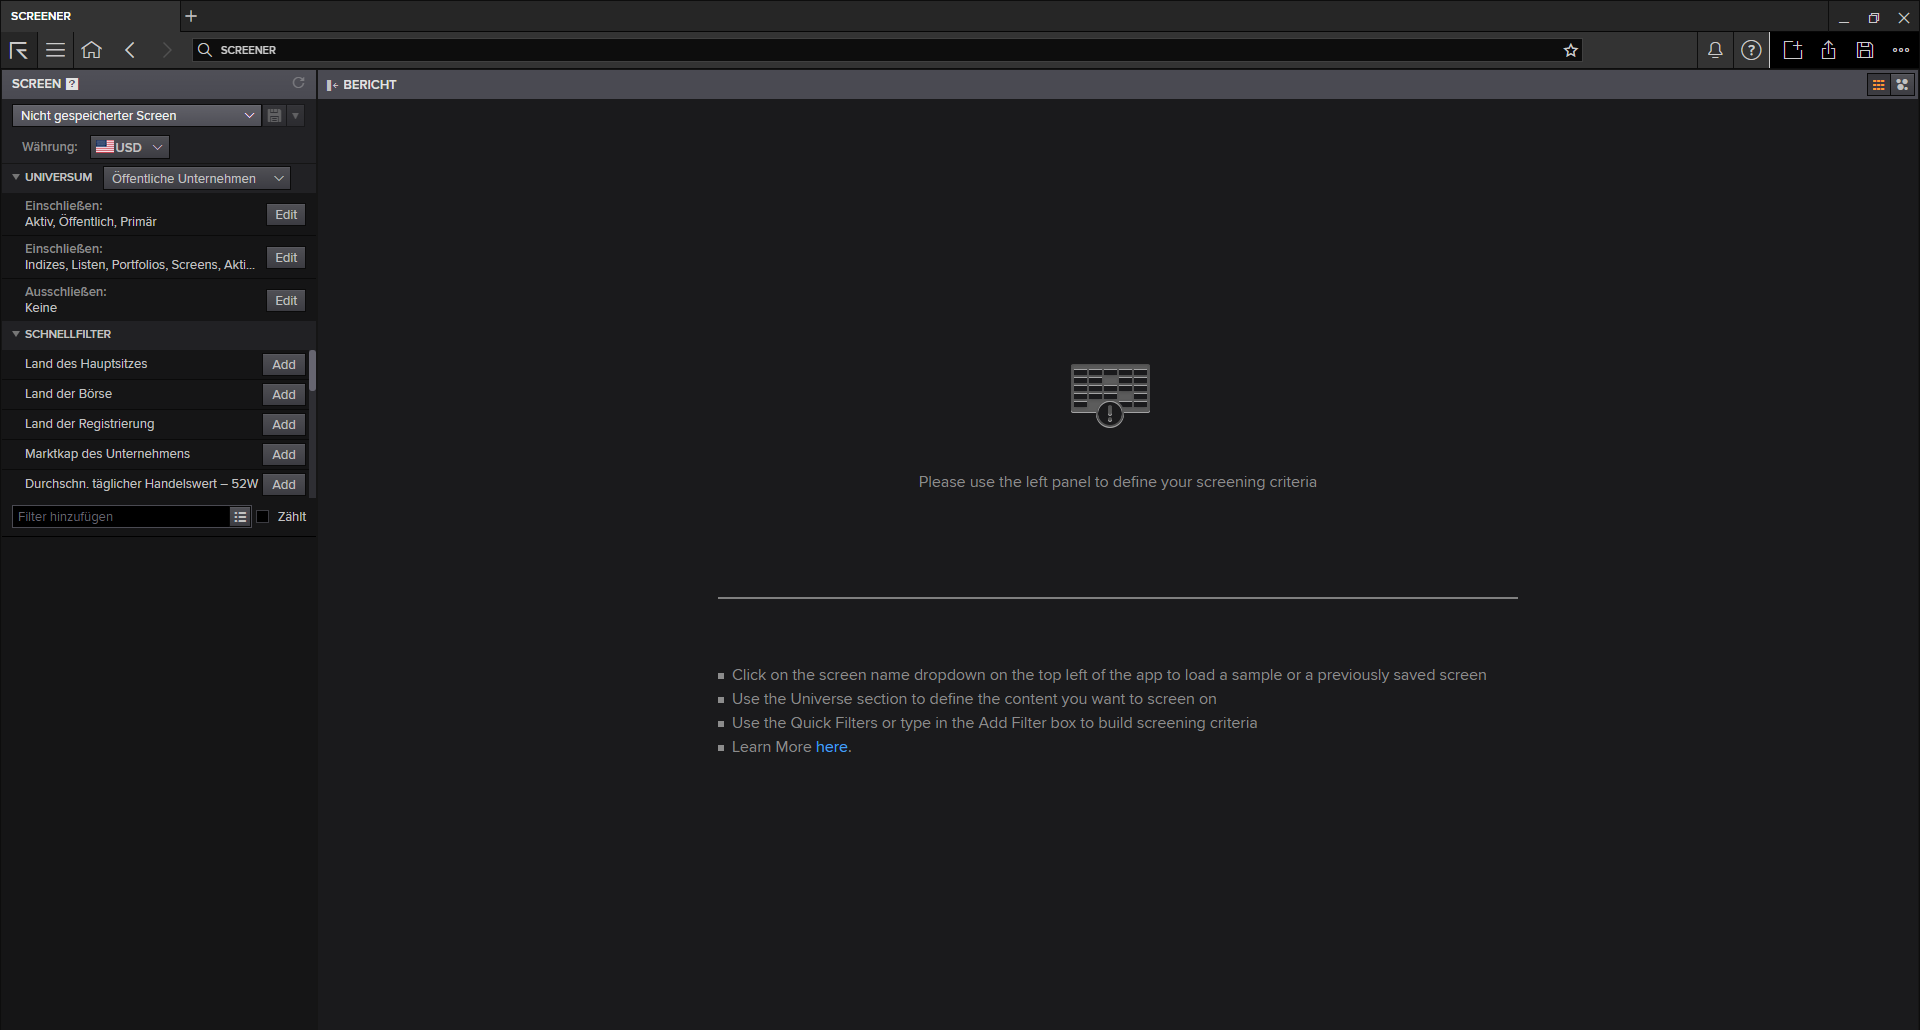 SCREENER
SCREENER
SCREEN ?
BERICHT
Nicht gespeicherter Screen
Währung: USD
UNIVERSUM Öffentliche Unternehmen
Einschließen:
Aktiv, Öffentlich, Primär
Edit
Einschließen:
Indizes, Listen, Portfolios, Screens, Akti...
Edit
Ausschließen:
Keine
Edit
SCHNELLFILTER
Land des Hauptsitzes Add
Land der Börse Add
Land der Registrierung Add
Marktkap des Unternehmens Add
Durchschn. täglicher Handelswert – 52W Add
Filter hinzufügen Zählt
Please use the left panel to define your screening criteria
Click on the screen name dropdown on the top left of the app to load a sample or a previously saved screen
Use the Universe section to define the content you want to screen on
Use the Quick Filters or type in the Add Filter box to build screening criteria
Learn More here.